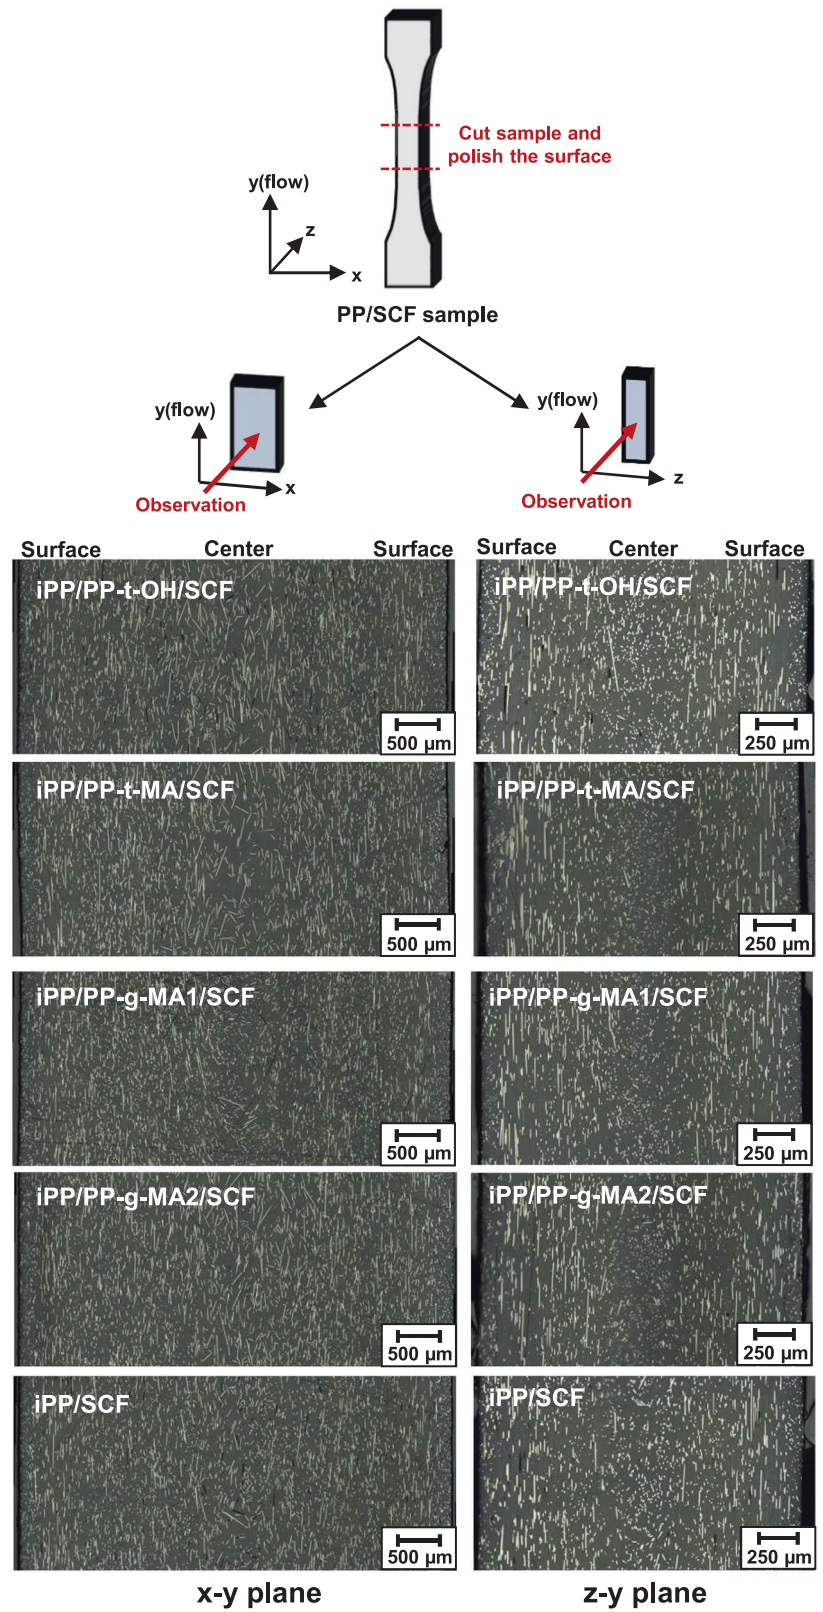 Cut sample and
polish the surface
y(flow)
z
x
PP/SCF sample
y(flow)
x
Observation
y(flow)
z
Observation
Surface Center Surface
Surface Center Surface
iPP/PP-t-OH/SCF
500 µm
iPP/PP-t-OH/SCF
250 µm
iPP/PP-t-MA/SCF
500 µm
iPP/PP-t-MA/SCF
250 µm
iPP/PP-g-MA1/SCF
500 µm
iPP/PP-g-MA1/SCF
250 µm
iPP/PP-g-MA2/SCF
500 µm
iPP/PP-g-MA2/SCF
250 µm
iPP/SCF
500 µm
iPP/SCF
250 µm
x-y plane
z-y plane